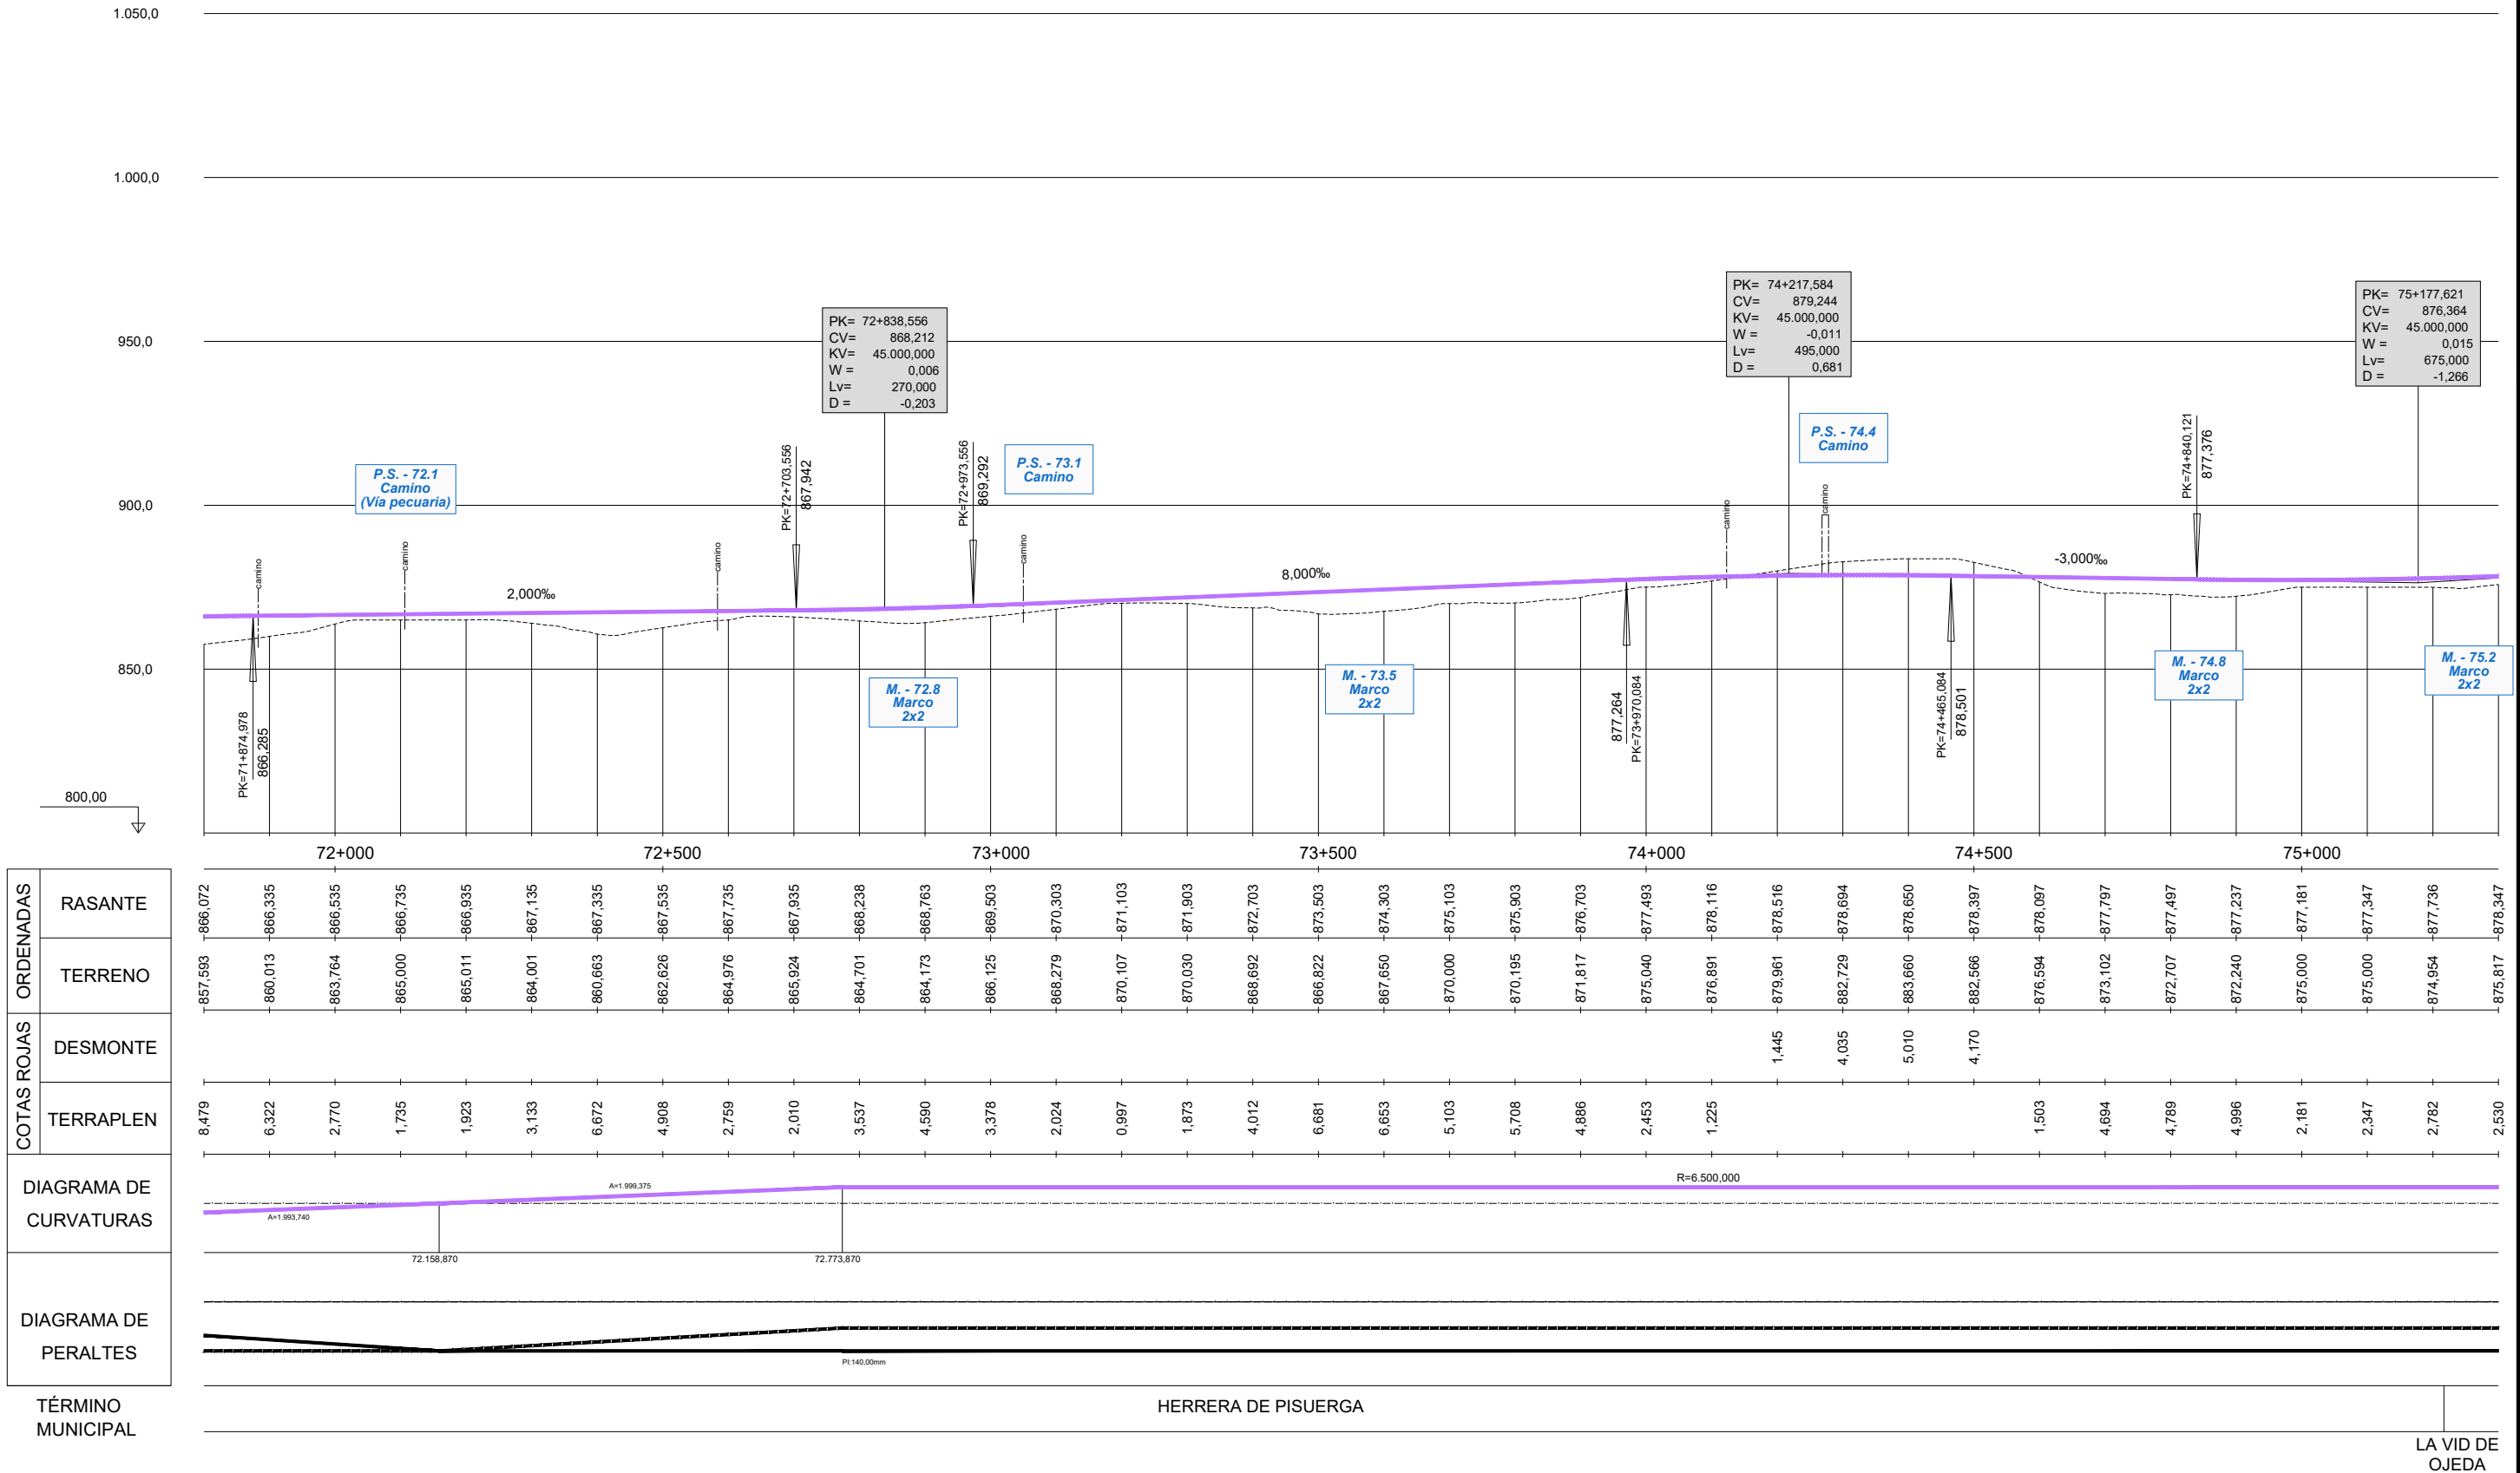 1.050,0
1.000,0
950,0
900,0
850,0
800,00
PK= 72+838,556
CV= 868,212
KV= 45.000,000
W = 0,006
Lv= 270,000
D = -0,203
PK= 74+217,584
CV= 879,244
KV= 45.000,000
W = -0,011
Lv= 495,000
D = 0,681
PK= 75+177,621
CV= 876,364
KV= 45.000,000
W = 0,015
Lv= 675,000
D = -1,266
P.S. - 72.1
Camino
(Vía pecuaria)
P.S. - 73.1
Camino
P.S. - 74.4
Camino
PK=72+703,556
867,942
PK=72+973,556
869,292
PK=74+840,121
877,376
camino
camino
camino
camino
camino
camino
2,000‰
8,000‰
-3,000‰
M. - 72.8
Marco
2x2
M. - 73.5
Marco
2x2
M. - 74.8
Marco
2x2
M. - 75.2
Marco
2x2
PK=71+874,978
866,285
877,264
PK=73+970,084
PK=74+465,084
878,501
72+000 72+500 73+000 73+500 74+000 74+500 75+000
ORDENADAS
RASANTE
866,072 866,335 866,535 866,735 866,935 867,135 867,335 867,535 867,735 867,935 868,238 868,763 869,503 870,303 871,103 871,903 872,703 873,503 874,303 875,103 875,903 876,703 877,493 878,116 878,516 878,694 878,650 878,397 878,097 877,797 877,497 877,237 877,181 877,347 877,736 878,347
TERRENO
857,593 860,013 863,764 865,000 865,011 864,001 860,663 862,626 864,976 865,924 864,701 864,173 866,125 868,279 870,107 870,030 868,692 866,822 867,650 870,000 870,195 871,817 875,040 876,891 879,961 882,729 883,660 882,566 876,594 873,102 872,707 872,240 875,000 875,000 874,954 875,817
COTAS ROJAS
DESMONTE
1,445 4,035 5,010 4,170
TERRAPLEN
8,479 6,322 2,770 1,735 1,923 3,133 6,672 4,908 2,759 2,010 3,537 4,590 3,378 2,024 0,997 1,873 4,012 6,681 6,653 5,103 5,708 4,886 2,453 1,225 1,503 4,694 4,789 4,996 2,181 2,347 2,782 2,530
DIAGRAMA DE
CURVATURAS
A=1.993,740
A=1.999,375
R=6.500,000
72.158,870
72.773,870
DIAGRAMA DE
PERALTES
PI:140,00mm
TÉRMINO
MUNICIPAL
HERRERA DE PISUERGA
LA VID DE
OJEDA